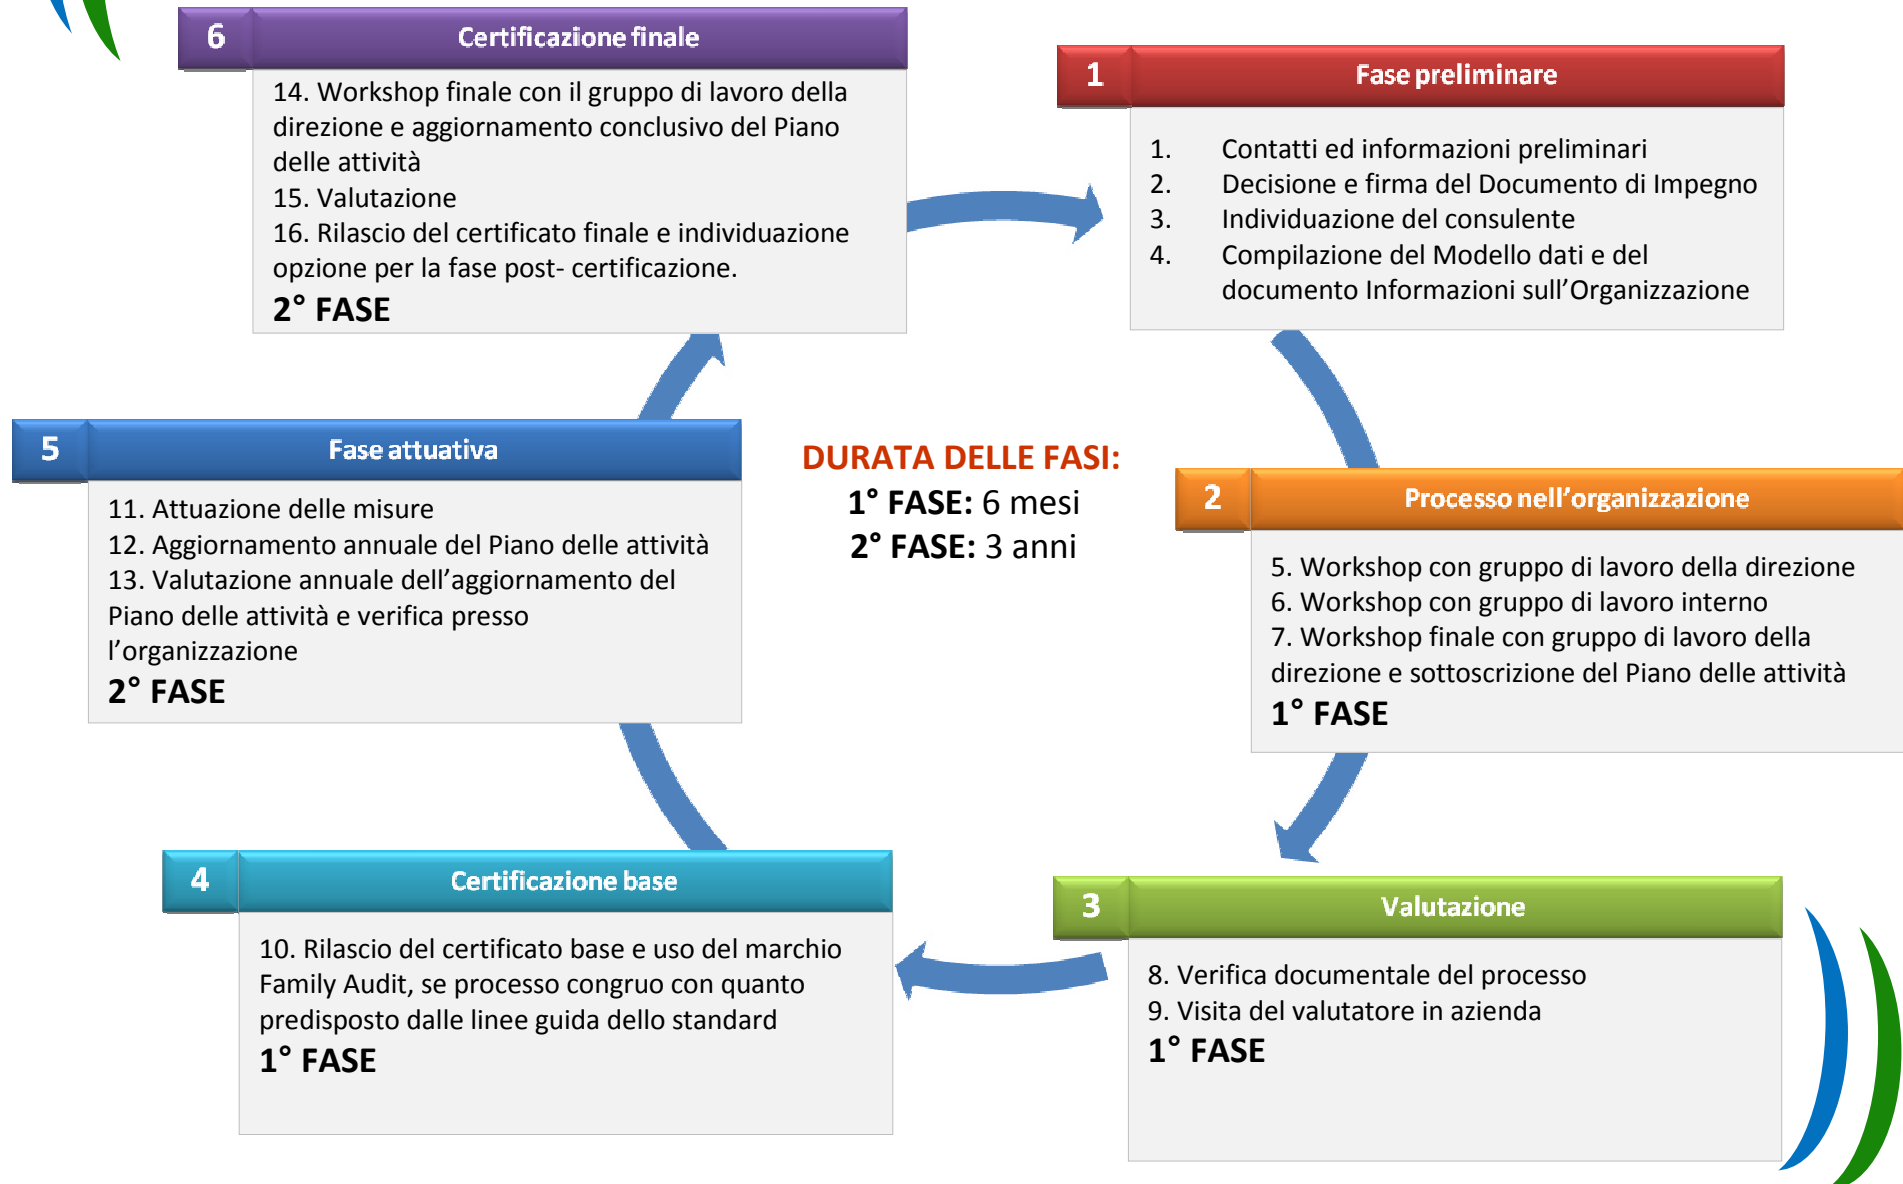 6 Certificazione finale
14. Workshop finale con il gruppo di lavoro della
direzione e aggiornamento conclusivo del Piano
delle attività
15. Valutazione
16. Rilascio del certificato finale e individuazione
opzione per la fase post- certificazione.
2° FASE
1 Fase preliminare
1. Contatti ed informazioni preliminari
2. Decisione e firma del Documento di Impegno
3. Individuazione del consulente
4. Compilazione del Modello dati e del
documento Informazioni sull’Organizzazione
5 Fase attuativa
11. Attuazione delle misure
12. Aggiornamento annuale del Piano delle attività
13. Valutazione annuale dell’aggiornamento del
Piano delle attività e verifica presso
l’organizzazione
2° FASE
DURATA DELLE FASI:
1° FASE: 6 mesi
2° FASE: 3 anni
2 Processo nell’organizzazione
5. Workshop con gruppo di lavoro della direzione
6. Workshop con gruppo di lavoro interno
7. Workshop finale con gruppo di lavoro della
direzione e sottoscrizione del Piano delle attività
1° FASE
4 Certificazione base
10. Rilascio del certificato base e uso del marchio
Family Audit, se processo congruo con quanto
predisposto dalle linee guida dello standard
1° FASE
3 Valutazione
8. Verifica documentale del processo
9. Visita del valutatore in azienda
1° FASE